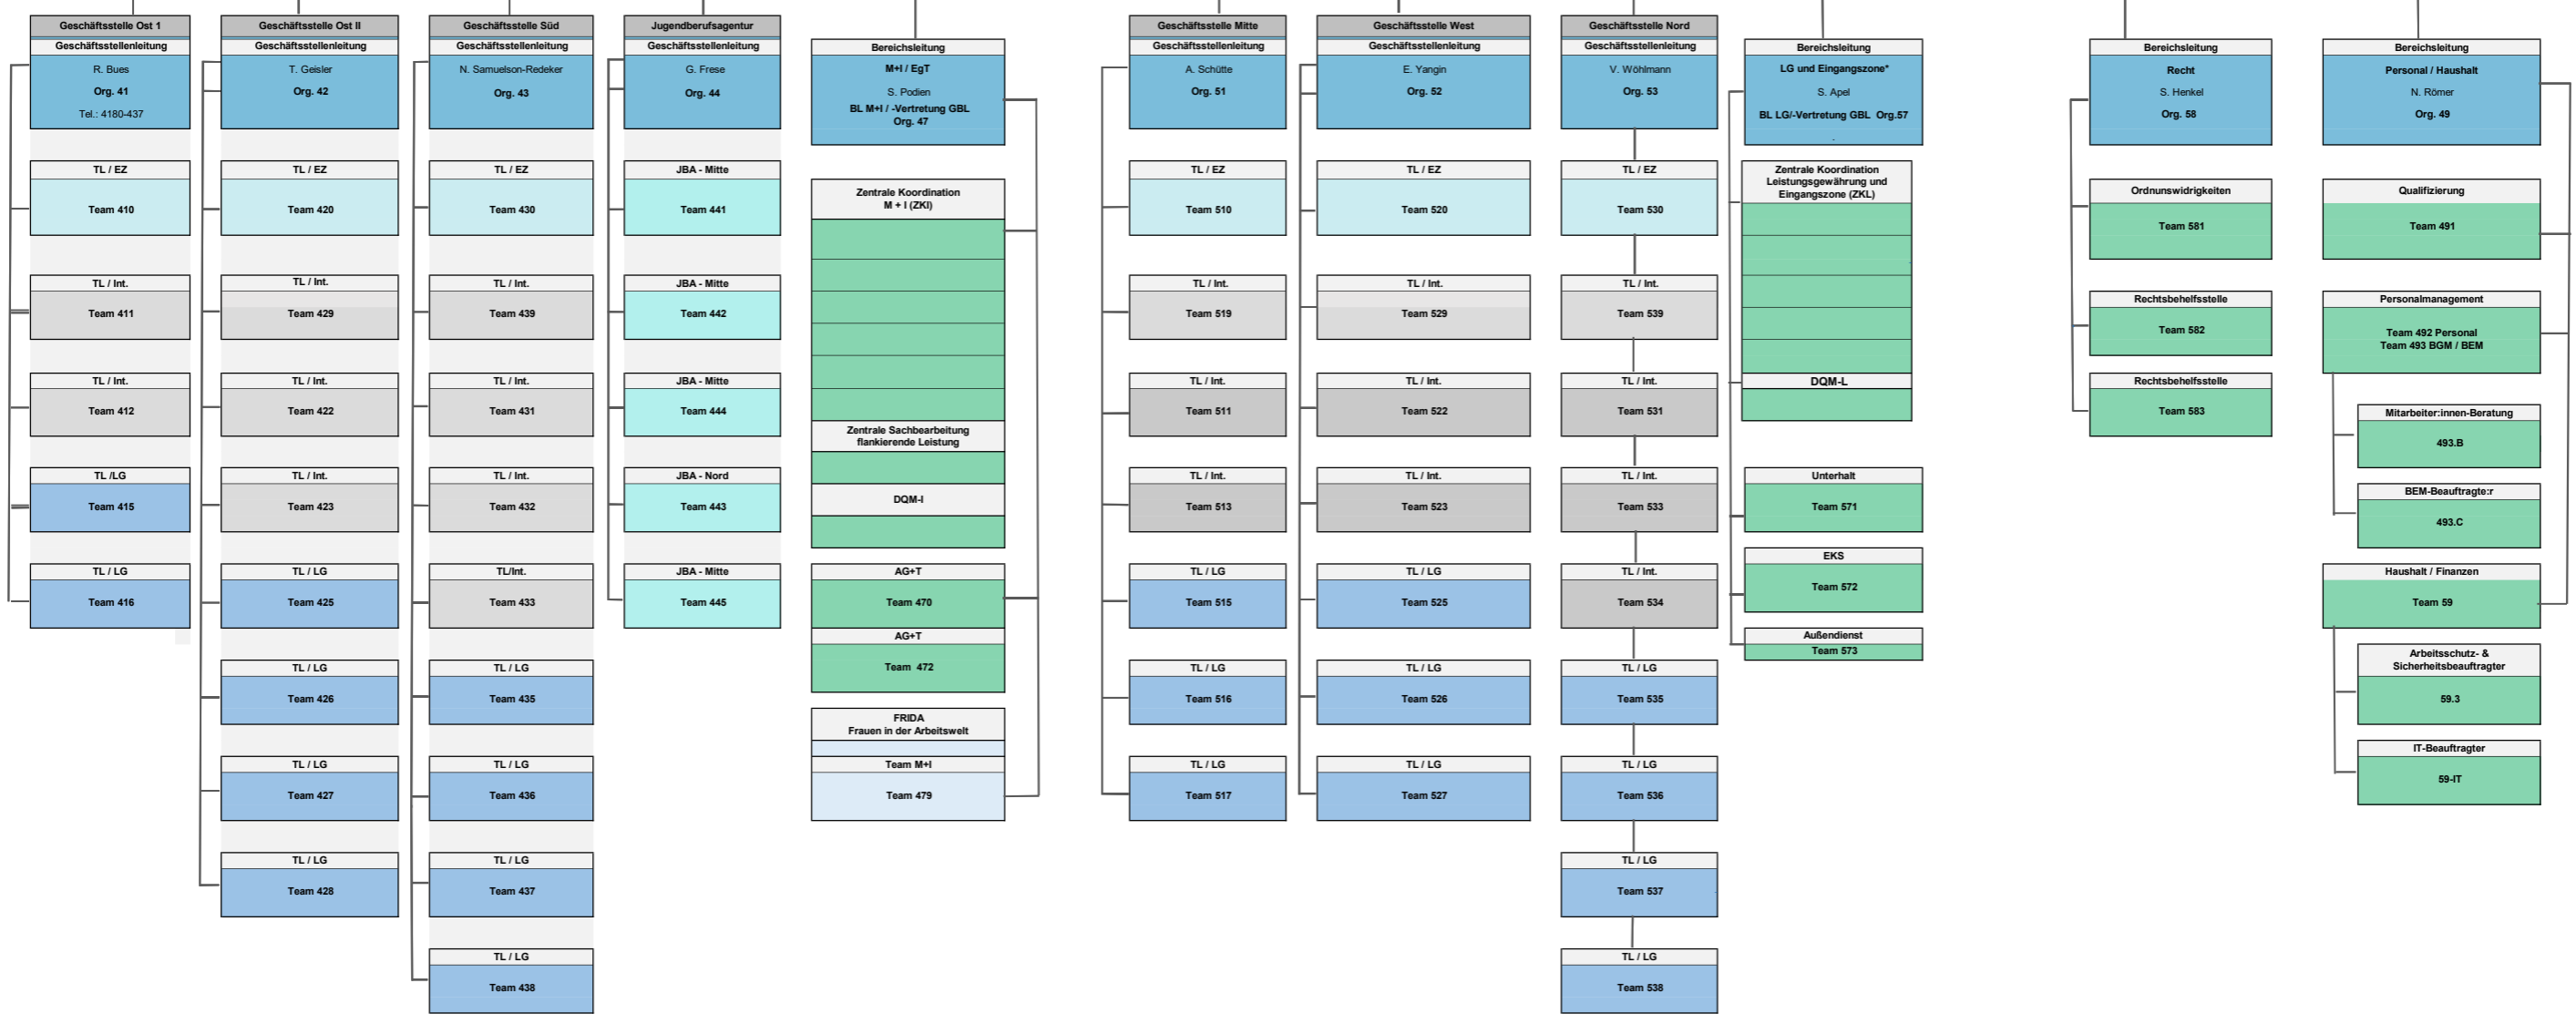 Geschäftsstelle Ost 1
Geschäftsstellenleitung
R. Bues
Org. 41
Tel.: 4180-437
TL / EZ
Team 410
TL / Int.
Team 411
TL / Int.
Team 412
TL /LG
Team 415
TL / LG
Team 416
Geschäftsstelle Ost II
Geschäftsstellenleitung
T. Geisler
Org. 42
TL / EZ
Team 420
TL / Int.
Team 429
TL / Int.
Team 422
TL / Int.
Team 423
TL / LG
Team 425
TL / LG
Team 426
TL / LG
Team 427
TL / LG
Team 428
Geschäftsstelle Süd
Geschäftsstellenleitung
N. Samuelson-Redeker
Org. 43
TL / EZ
Team 430
TL / Int.
Team 439
TL / Int.
Team 431
TL / Int.
Team 432
TL/Int.
Team 433
TL / LG
Team 435
TL / LG
Team 436
TL / LG
Team 437
TL / LG
Team 438
Jugendberufsagentur
Geschäftsstellenleitung
G. Frese
Org. 44
JBA - Mitte
Team 441
JBA - Mitte
Team 442
JBA - Mitte
Team 444
JBA - Nord
Team 443
JBA - Mitte
Team 445
Bereichsleitung
M+I / EgT
S. Podien
BL M+I / -Vertretung GBL
Org. 47
Zentrale Koordination
M + I (ZKI)
Zentrale Sachbearbeitung
flankierende Leistung
DQM-I
AG+T
Team 470
AG+T
Team 472
FRIDA
Frauen in der Arbeitswelt
Team M+I
Team 479
Geschäftsstelle Mitte
Geschäftsstellenleitung
A. Schütte
Org. 51
TL / EZ
Team 510
TL / Int.
Team 519
TL / Int.
Team 511
TL / Int.
Team 513
TL / LG
Team 515
TL / LG
Team 516
TL / LG
Team 517
Geschäftsstelle West
Geschäftsstellenleitung
E. Yangin
Org. 52
TL / EZ
Team 520
TL / Int.
Team 529
TL / Int.
Team 522
TL / Int.
Team 523
TL / LG
Team 525
TL / LG
Team 526
TL / LG
Team 527
Geschäftsstelle Nord
Geschäftsstellenleitung
V. Wöhlmann
Org. 53
TL / EZ
Team 530
TL / Int.
Team 539
TL / Int.
Team 531
TL / Int.
Team 533
TL / Int.
Team 534
TL / LG
Team 535
TL / LG
Team 536
TL / LG
Team 537
TL / LG
Team 538
Bereichsleitung
LG und Eingangszone*
S. Apel
BL LG/-Vertretung GBL Org.57
Zentrale Koordination
Leistungsgewährung und
Eingangszone (ZKL)
DQM-L
Unterhalt
Team 571
EKS
Team 572
Außendienst
Team 573
Bereichsleitung
Recht
S. Henkel
Org. 58
Ordnunswidrigkeiten
Team 581
Rechtsbehelfsstelle
Team 582
Rechtsbehelfsstelle
Team 583
Bereichsleitung
Personal / Haushalt
N. Römer
Org. 49
Qualifizierung
Team 491
Personalmanagement
Team 492 Personal
Team 493 BGM / BEM
Mitarbeiter:innen-Beratung
493.B
BEM-Beauftragte:r
493.C
Haushalt / Finanzen
Team 59
Arbeitsschutz- &
Sicherheitsbeauftragter
59.3
IT-Beauftragter
59-IT